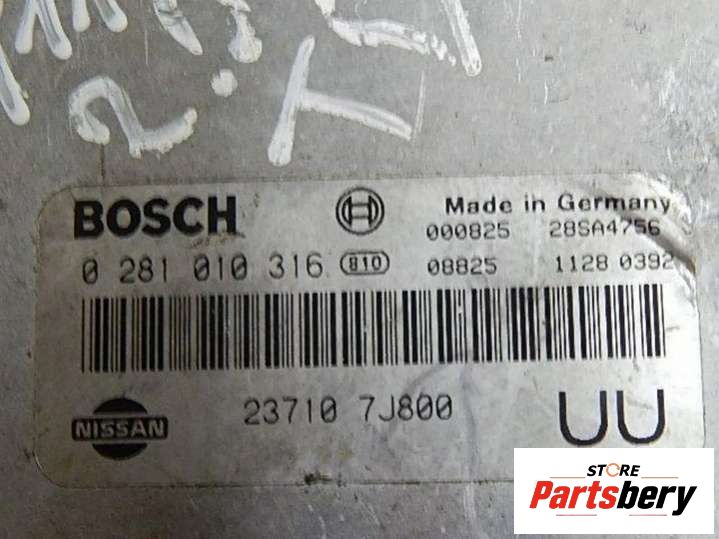 T
BOSCH
Made in Germany
000825 28SA4756
0 281 010 316 810 08825 1128 0392
NISSAN
23710 7J800
UU
STORE
Partsbery